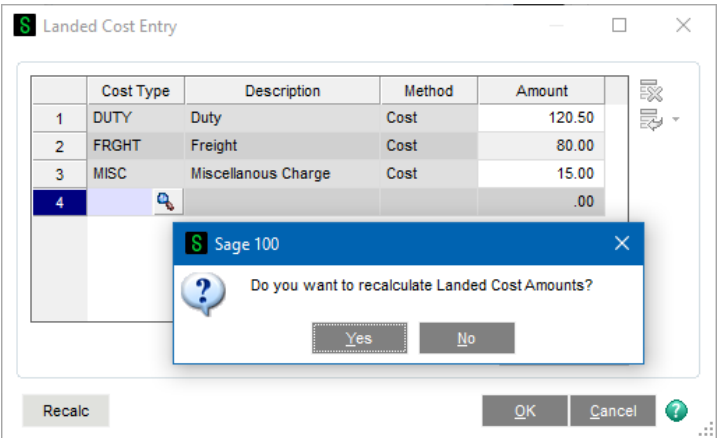 S Landed Cost Entry
Cost Type Description Method Amount
1 DUTY Duty Cost 120.50
2 FRGHT Freight Cost 80.00
3 MISC Miscellanous Charge Cost 15.00
4 .00
S Sage 100
? Do you want to recalculate Landed Cost Amounts?
Yes No
Recalc OK Cancel ?